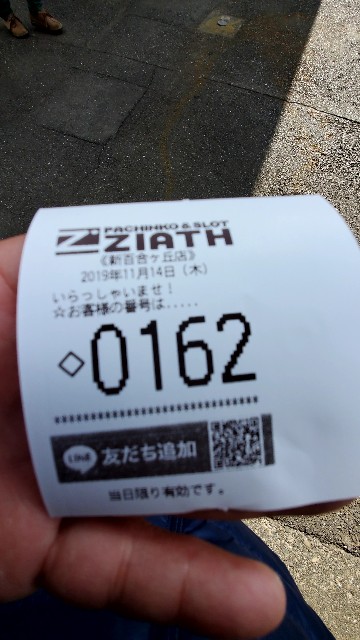 PACHINKO & SLOT
ZIATH
《新百合ヶ丘店》
2019年11月14日（木）
いらっしゃいませ！
☆お客様の番号は.....
◇0162
LINE 友だち追加
当日限り有効です。